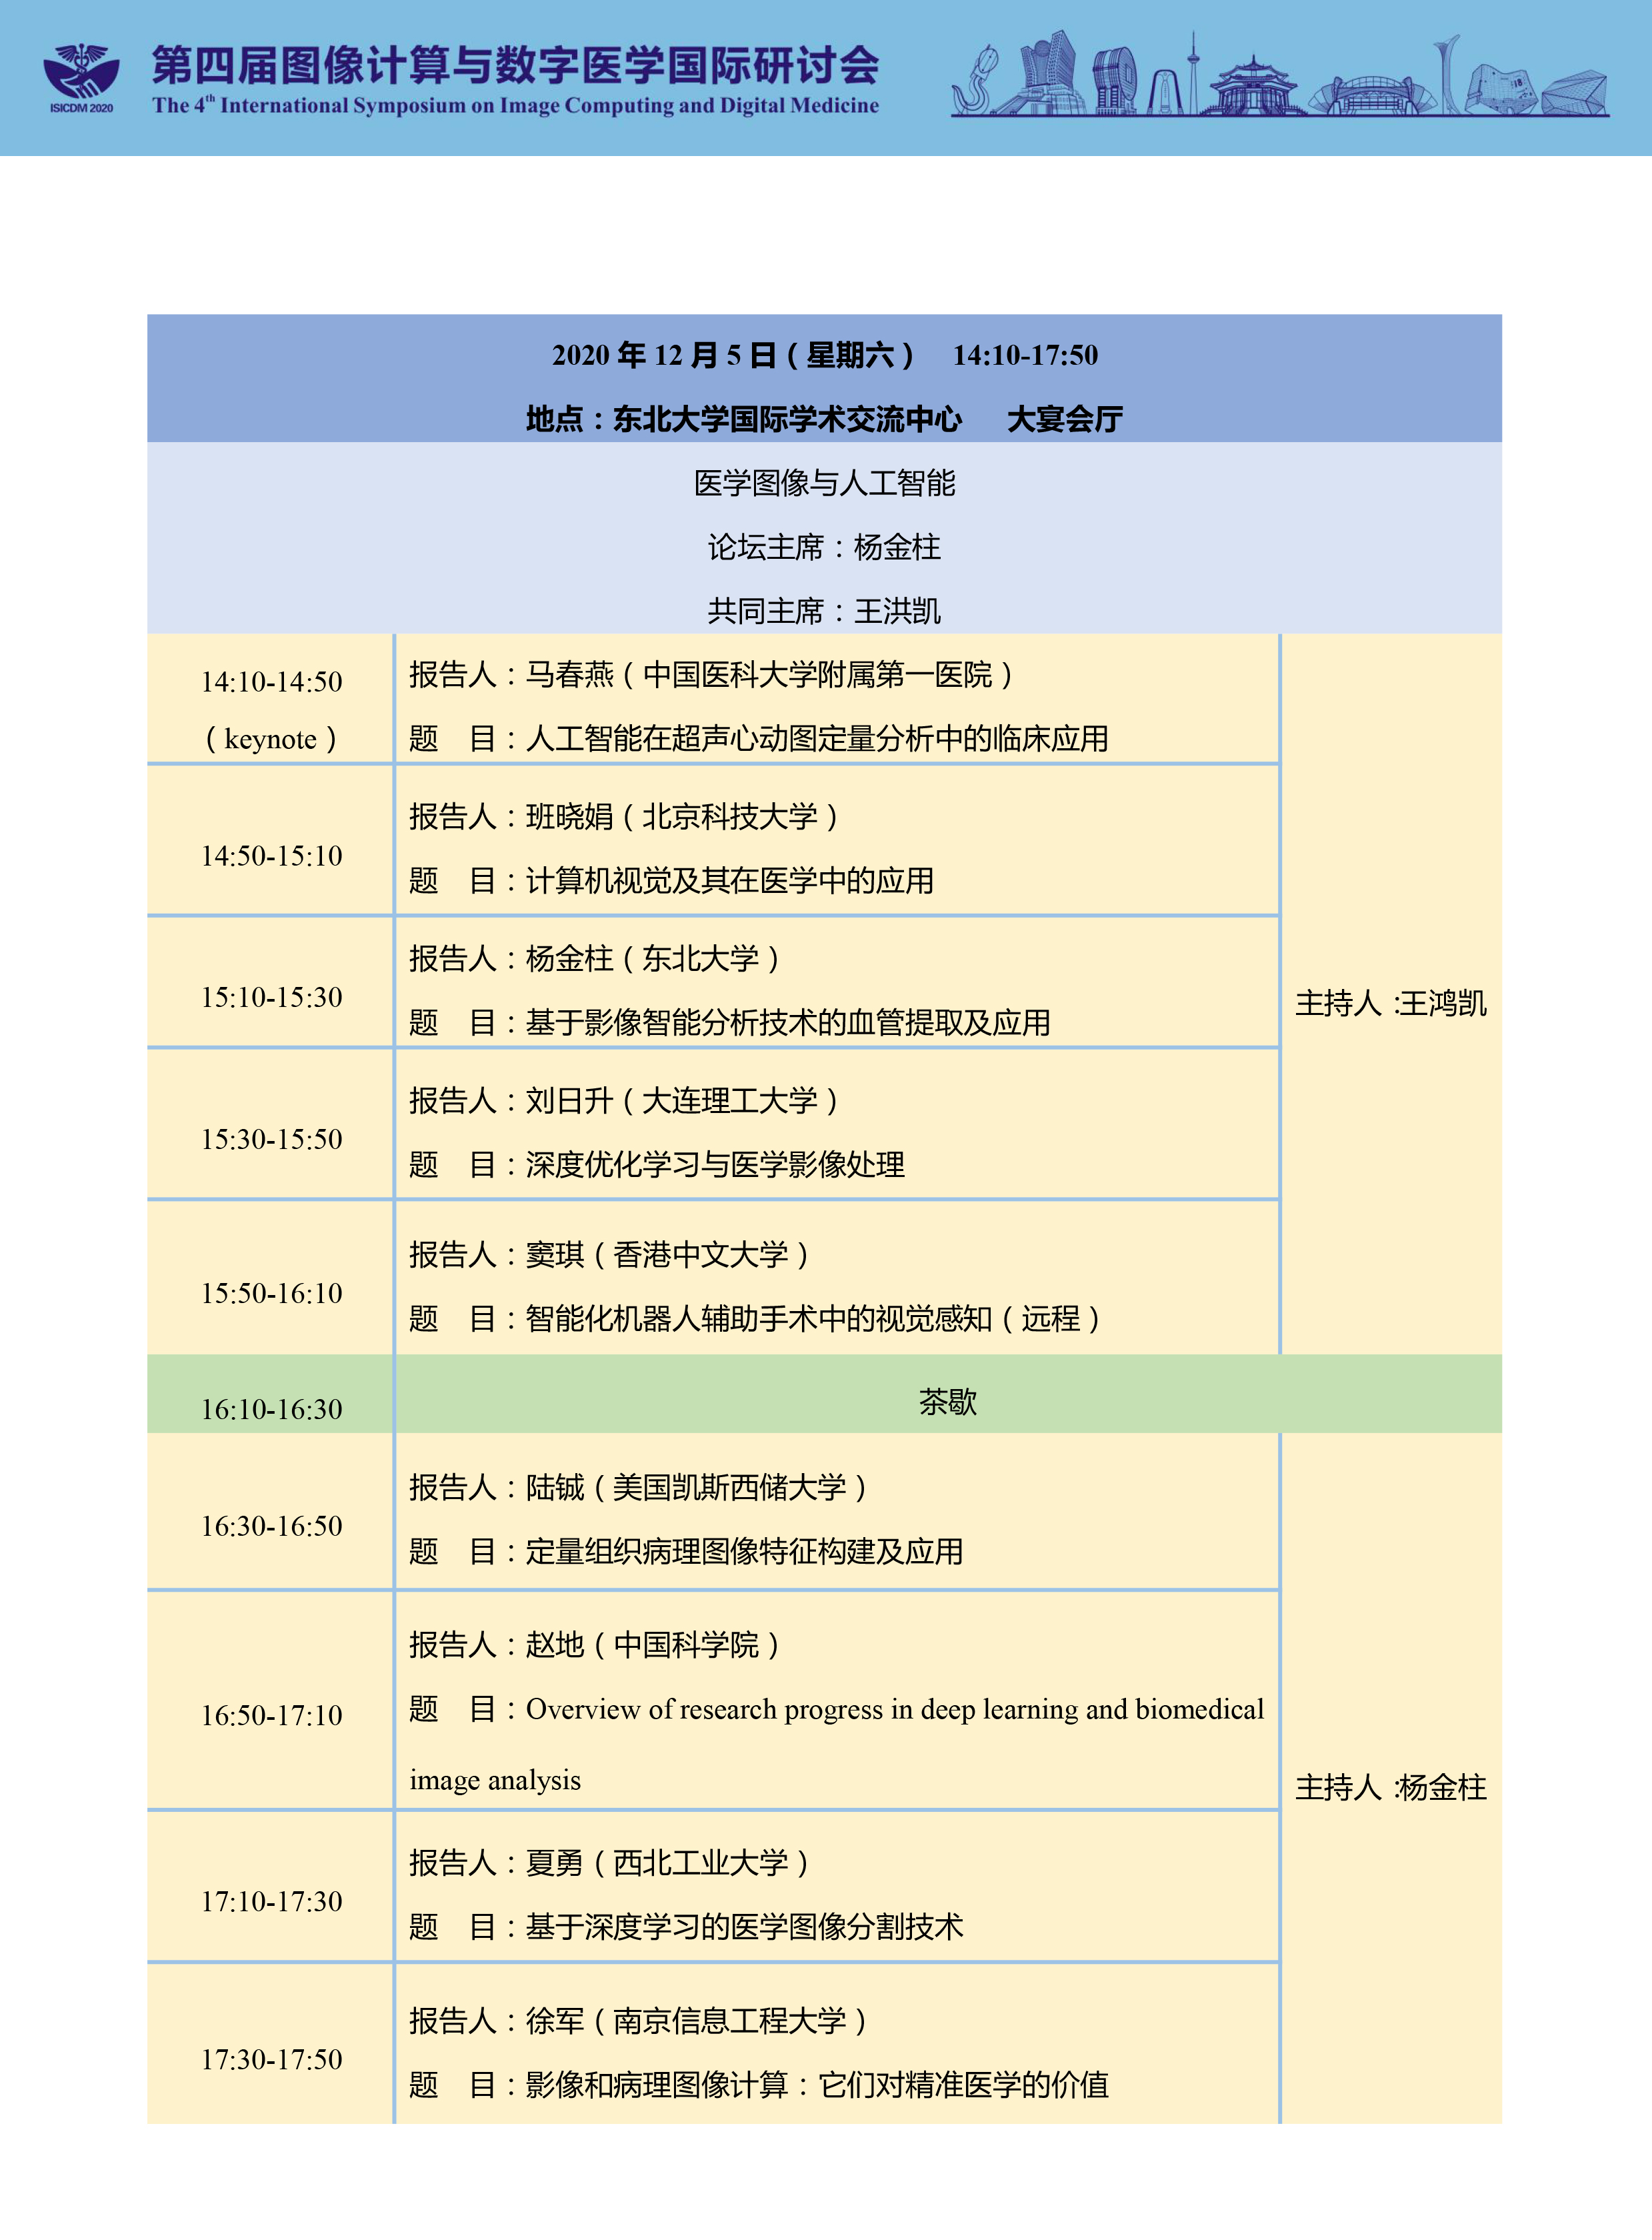 第四届图像计算与数字医学国际研讨会
The 4th International Symposium on Image Computing and Digital Medicine
ISICDM 2020
2020 年 12 月 5 日（星期六） 14:10-17:50
地点：东北大学国际学术交流中心 大宴会厅
医学图像与人工智能
论坛主席：杨金柱
共同主席：王洪凯
14:10-14:50
（keynote）
报告人：马春燕（中国医科大学附属第一医院）
题 目：人工智能在超声心动图定量分析中的临床应用
14:50-15:10
报告人：班晓娟（北京科技大学）
题 目：计算机视觉及其在医学中的应用
15:10-15:30
报告人：杨金柱（东北大学）
题 目：基于影像智能分析技术的血管提取及应用
15:30-15:50
报告人：刘日升（大连理工大学）
题 目：深度优化学习与医学影像处理
15:50-16:10
报告人：窦琪（香港中文大学）
题 目：智能化机器人辅助手术中的视觉感知（远程）
主持人：王鸿凯
16:10-16:30
茶歇
16:30-16:50
报告人：陆铖（美国凯斯西储大学）
题 目：定量组织病理图像特征构建及应用
16:50-17:10
报告人：赵地（中国科学院）
题 目：Overview of research progress in deep learning and biomedical
image analysis
17:10-17:30
报告人：夏勇（西北工业大学）
题 目：基于深度学习的医学图像分割技术
17:30-17:50
报告人：徐军（南京信息工程大学）
题 目：影像和病理图像计算：它们对精准医学的价值
主持人：杨金柱